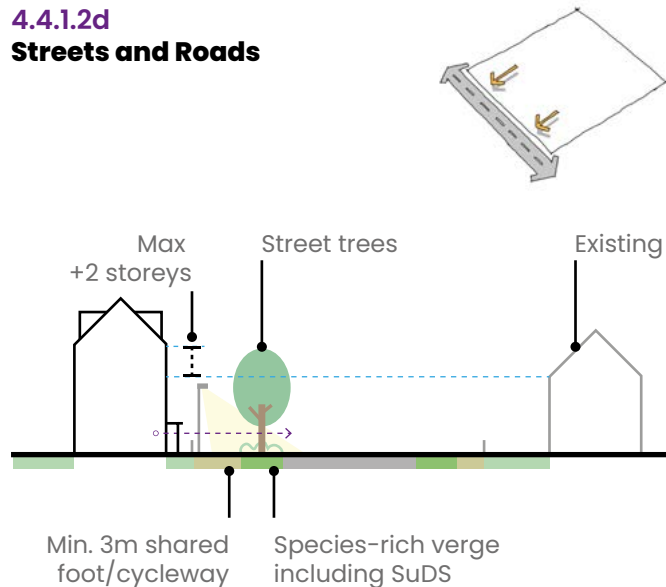 4.4.1.2d
Streets and Roads
Max
+2 storeys
Street trees
Existing
Min. 3m shared
foot/cycleway
Species-rich verge
including SuDS